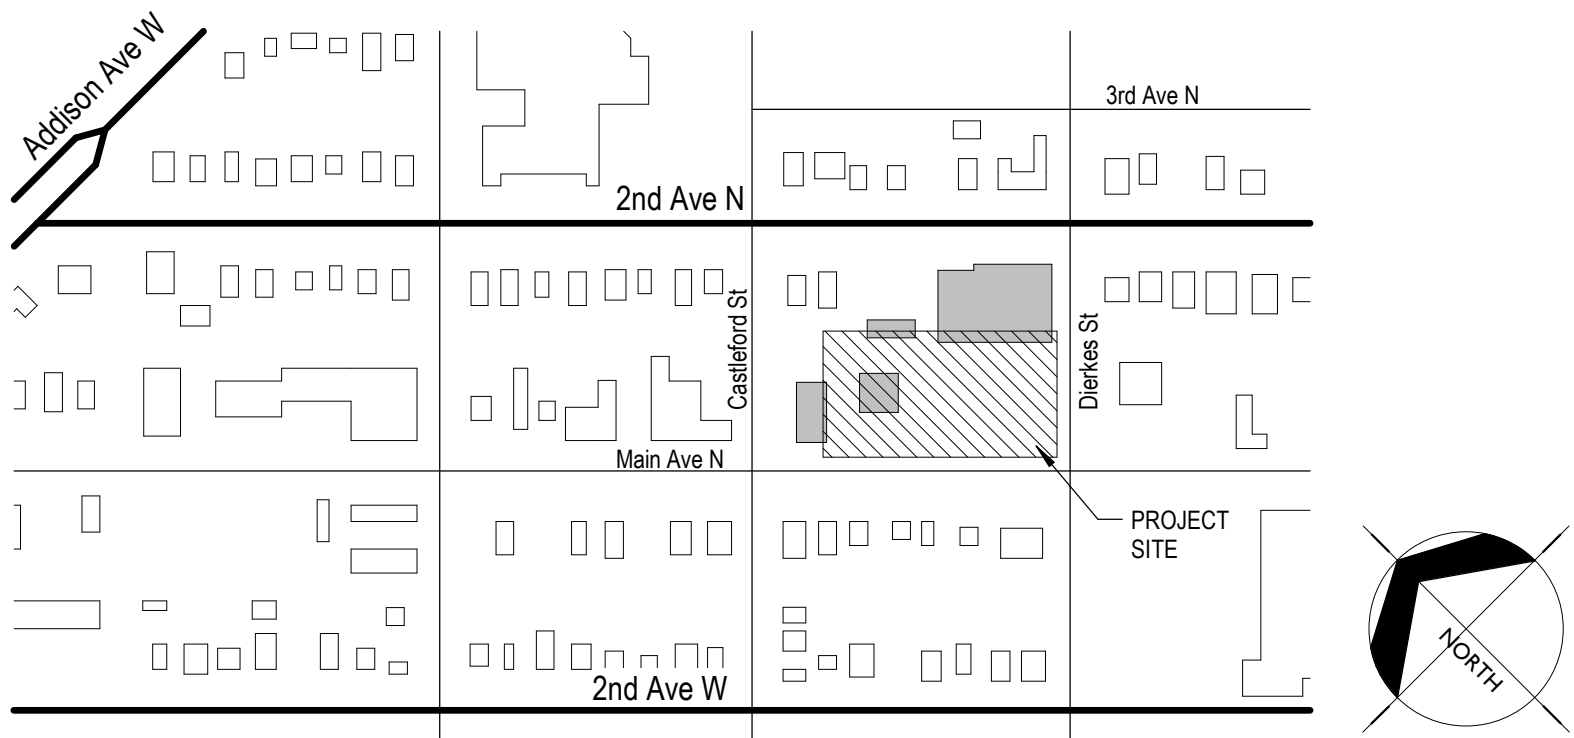 Addison Ave W
3rd Ave N
2nd Ave N
Castleford St
Dierkes St
Main Ave N
PROJECT
SITE
NORTH
2nd Ave W